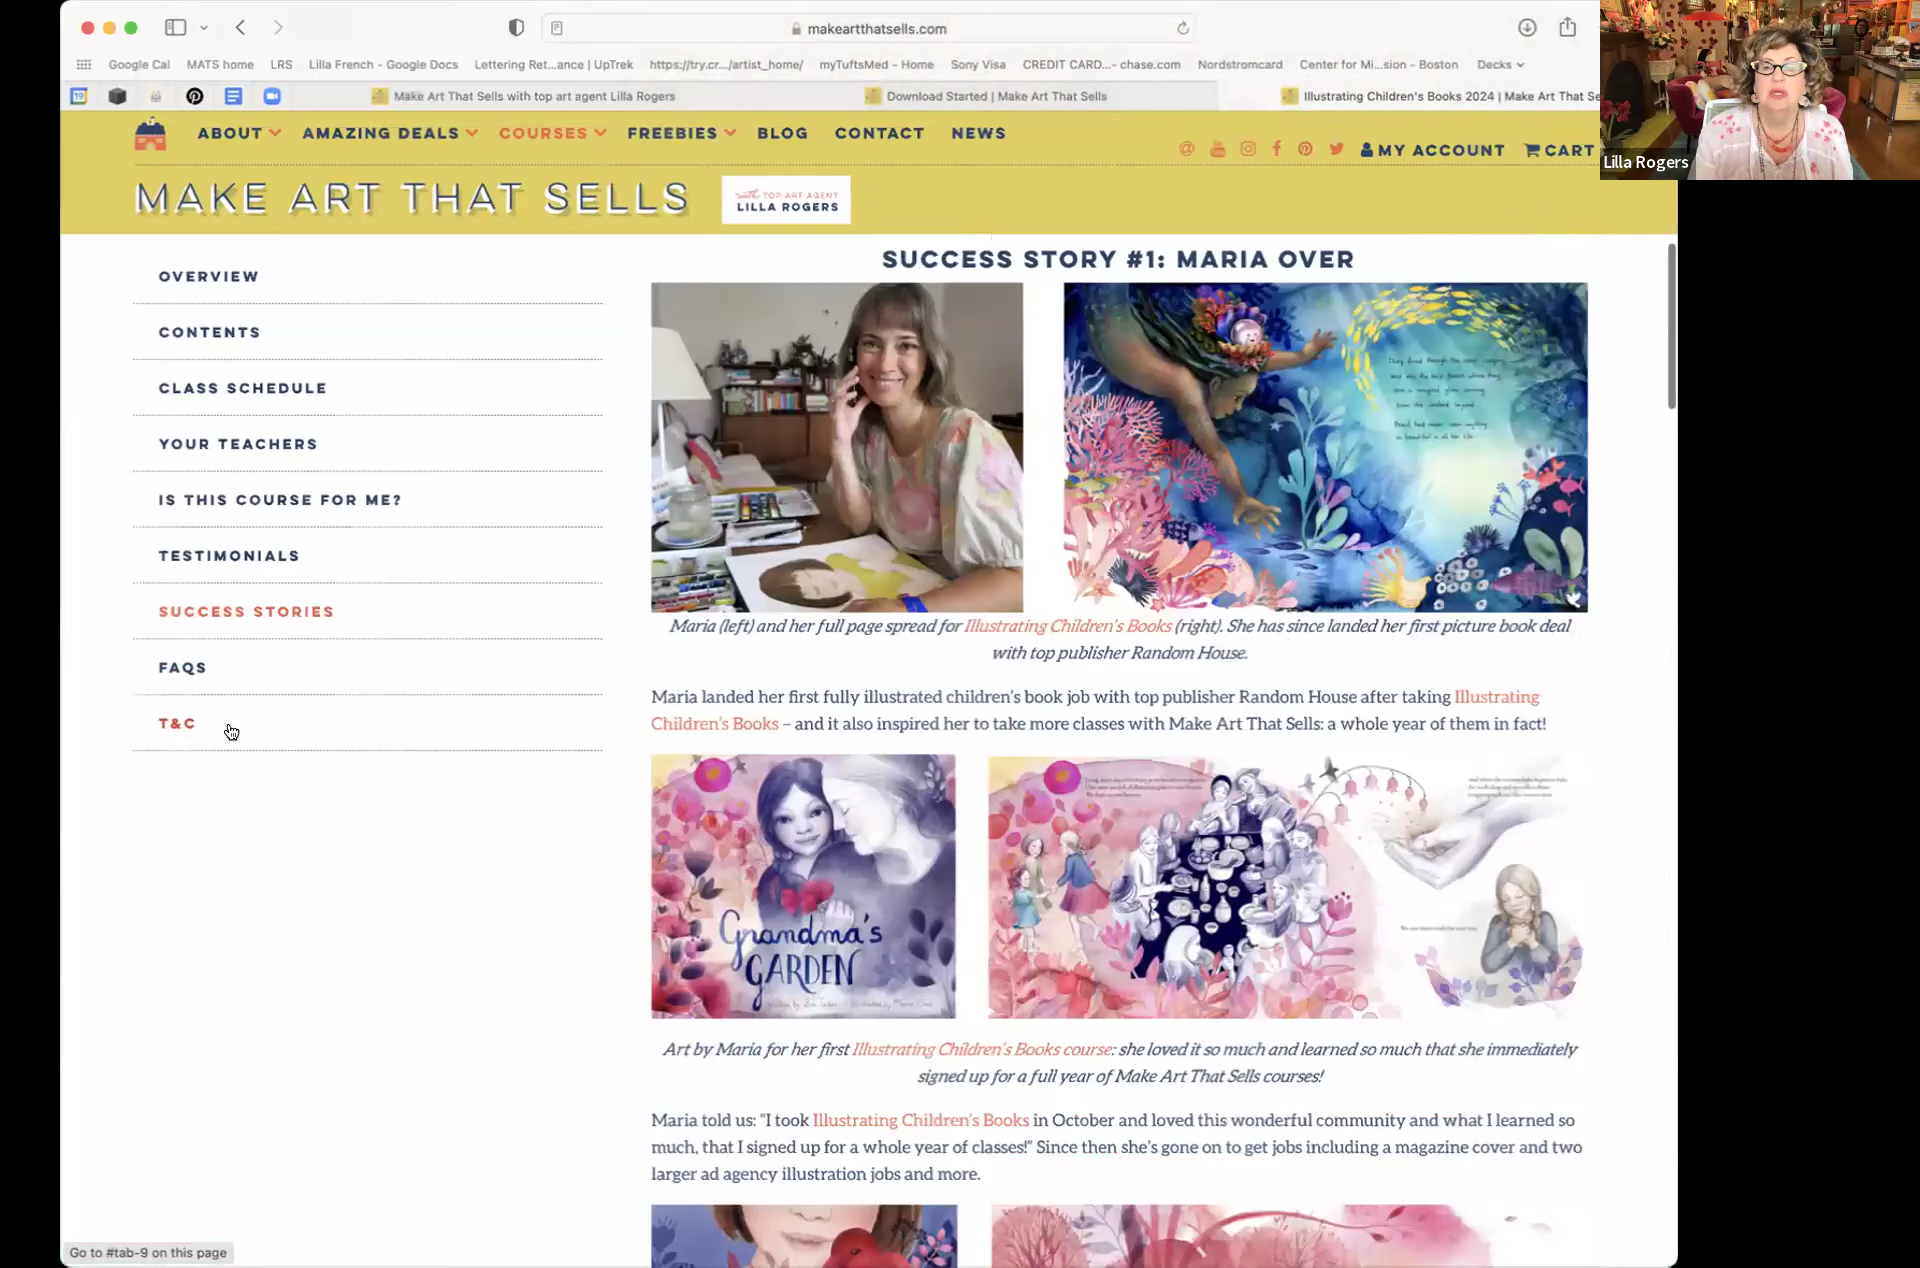 makeartthatsells.com
Google Cal MATS home LRS Lilla French - Google Docs Lettering Ret...ance | UpTrek https://try.cr.../artist_home/ myTuftsMed - Home Sony Visa CREDIT CARD...- chase.com Nordstromcard Center for Mi...sion - Boston Decks
19 Make Art That Sells with top art agent Lilla Rogers Download Started | Make Art That Sells Illustrating Children's Books 2024 | Make Art That Se
ABOUT AMAZING DEALS COURSES FREEBIES BLOG CONTACT NEWS
MY ACCOUNT CART
Lilla Rogers
MAKE ART THAT SELLS
with TOP ART AGENT
LILLA ROGERS
OVERVIEW
CONTENTS
CLASS SCHEDULE
YOUR TEACHERS
IS THIS COURSE FOR ME?
TESTIMONIALS
SUCCESS STORIES
FAQS
T&C
SUCCESS STORY #1: MARIA OVER
Maria (left) and her full page spread for Illustrating Children's Books (right). She has since landed her first picture book deal
with top publisher Random House.
Maria landed her first fully illustrated children's book job with top publisher Random House after taking Illustrating
Children's Books – and it also inspired her to take more classes with Make Art That Sells: a whole year of them in fact!
Grandma's
GARDEN
Art by Maria for her first Illustrating Children's Books course: she loved it so much and learned so much that she immediately
signed up for a full year of Make Art That Sells courses!
Maria told us: "I took Illustrating Children's Books in October and loved this wonderful community and what I learned so
much, that I signed up for a whole year of classes!" Since then she's gone on to get jobs including a magazine cover and two
larger ad agency illustration jobs and more.
Go to #tab-9 on this page